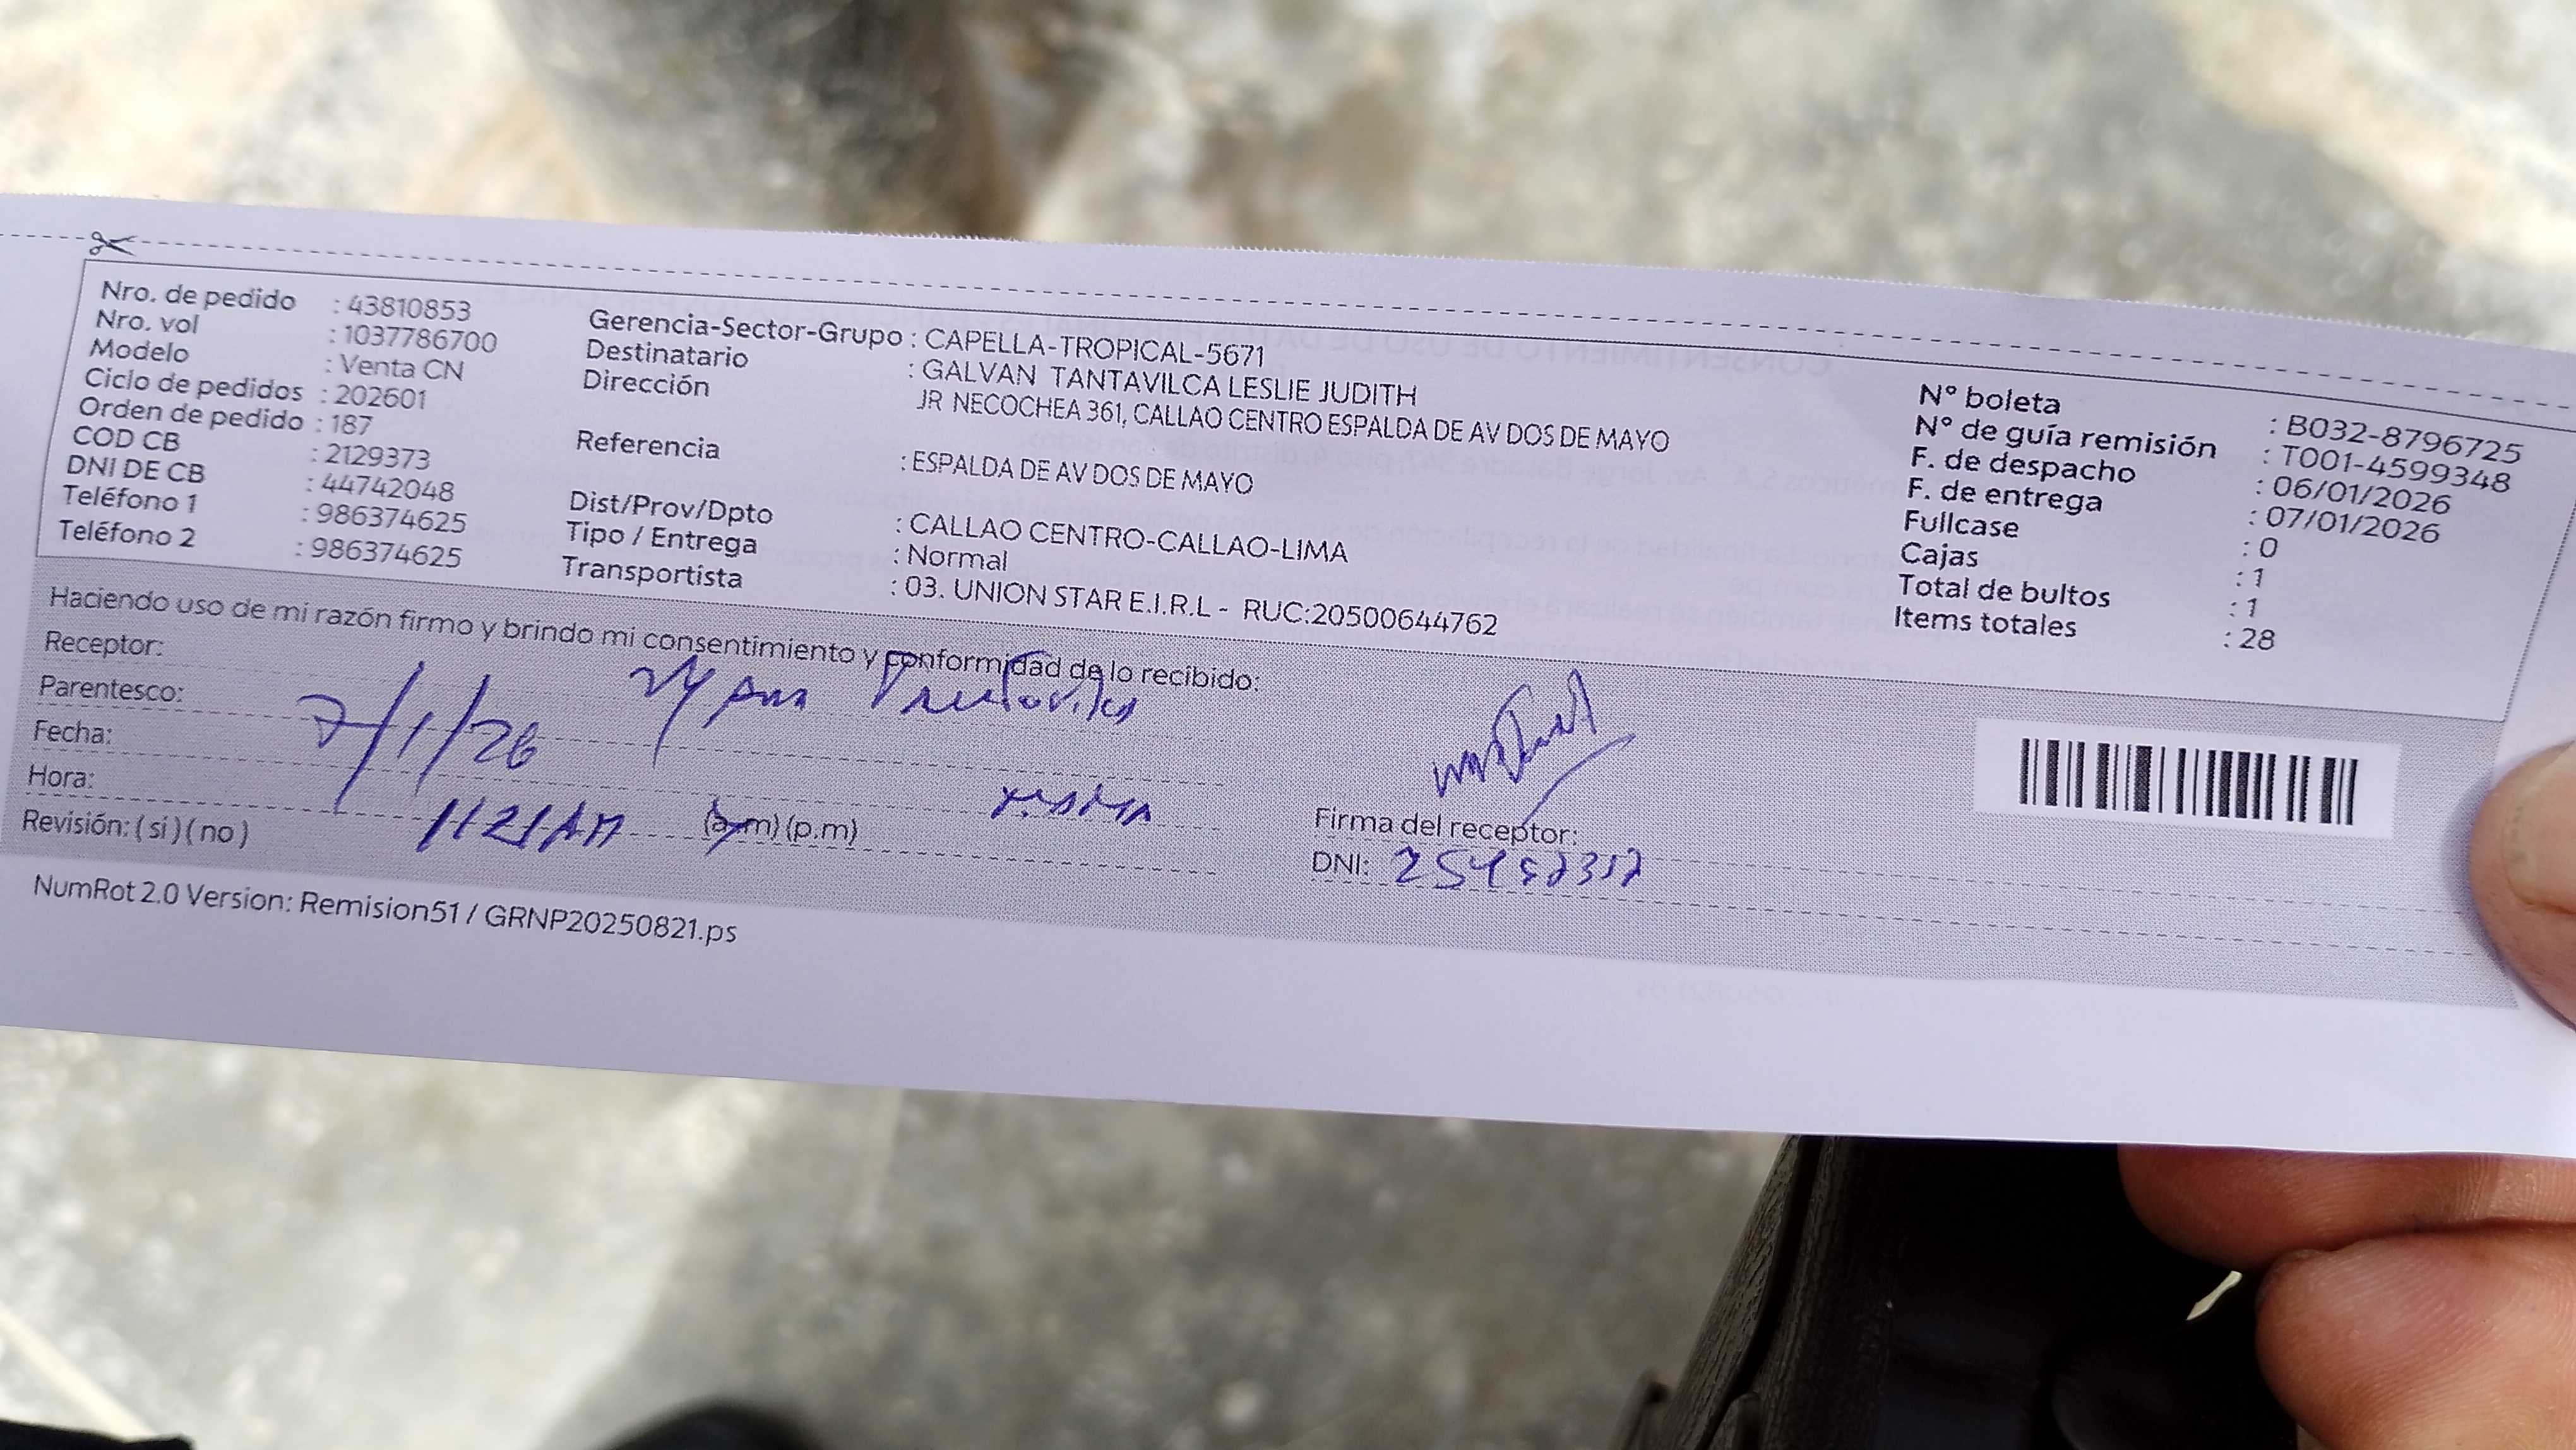 Nro. de pedido : 43810853
Nro. vol : 1037786700
Modelo : Venta CN
Ciclo de pedidos : 202601
Orden de pedido : 187
COD CB : 2129373
DNI DE CB : 44742048
Teléfono 1 : 986374625
Teléfono 2 : 986374625
Gerencia-Sector-Grupo : CAPELLA-TROPICAL-5671
Destinatario : GALVAN TANTAVILCA LESLIE JUDITH
Dirección JR NECOCHEA 361, CALLAO CENTRO ESPALDA DE AV DOS DE MAYO
Referencia : ESPALDA DE AV DOS DE MAYO
Dist/Prov/Dpto : CALLAO CENTRO-CALLAO-LIMA
Tipo / Entrega : Normal
Transportista : 03. UNION STAR E.I.R.L - RUC:20500644762
N° boleta : B032-8796725
N° de guía remisión : T001-4599348
F. de despacho : 06/01/2026
F. de entrega : 07/01/2026
Fullcase : 0
Cajas : 1
Total de bultos : 1
Items totales : 28
Haciendo uso de mi razón firmo y brindo mi consentimiento y conformidad de lo recibido:
Receptor:
Parentesco:
Fecha: 7/1/26
Hora: 1121 AM (a.m) (p.m)
Revisión: ( si ) ( no )
Firma del receptor:
DNI:
NumRot 2.0 Version: Remision51 / GRNP20250821.ps